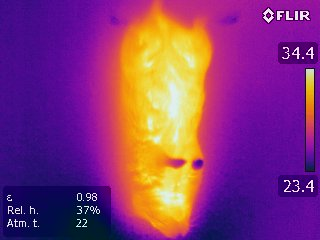 FLIR
34.4
23.4
ε 0.98
Rel. h. 37%
Atm. t. 22